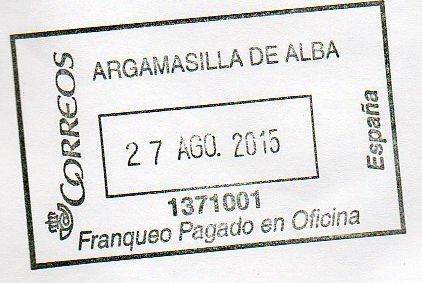 ARGAMASILLA DE ALBA
CORREOS
27 AGO. 2015
España
1371001
Franqueo Pagado en Oficina